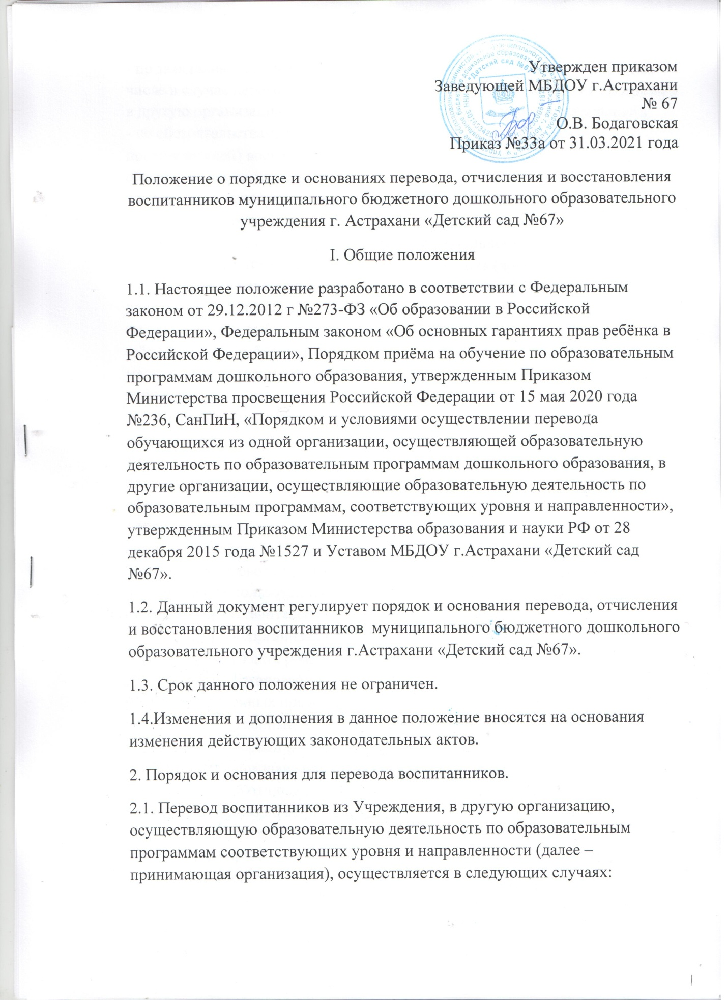 Утвержден приказом
Заведующей МБДОУ г.Астрахани
№ 67
О.В. Бодаговская
Приказ №33а от 31.03.2021 года
"Детский сад №67"
Положение о порядке и основаниях перевода, отчисления и восстановления
воспитанников муниципального бюджетного дошкольного образовательного
учреждения г. Астрахани «Детский сад №67»
I. Общие положения
1.1. Настоящее положение разработано в соответствии с Федеральным
законом от 29.12.2012 г №273-ФЗ «Об образовании в Российской
Федерации», Федеральным законом «Об основных гарантиях прав ребёнка в
Российской Федерации», Порядком приёма на обучение по образовательным
программам дошкольного образования, утвержденным Приказом
Министерства просвещения Российской Федерации от 15 мая 2020 года
№236, СанПиН, «Порядком и условиями осуществлении перевода
обучающихся из одной организации, осуществляющей образовательную
деятельность по образовательным программам дошкольного образования, в
другие организации, осуществляющие образовательную деятельность по
образовательным программам, соответствующих уровня и направленности»,
утвержденным Приказом Министерства образования и науки РФ от 28
декабря 2015 года №1527 и Уставом МБДОУ г.Астрахани «Детский сад
№67».
1.2. Данный документ регулирует порядок и основания перевода, отчисления
и восстановления воспитанников  муниципального бюджетного дошкольного
образовательного учреждения г.Астрахани «Детский сад №67».
1.3. Срок данного положения не ограничен.
1.4.Изменения и дополнения в данное положение вносятся на основания
изменения действующих законодательных актов.
2. Порядок и основания для перевода воспитанников.
2.1. Перевод воспитанников из Учреждения, в другую организацию,
осуществляющую образовательную деятельность по образовательным
программам соответствующих уровня и направленности (далее –
принимающая организация), осуществляется в следующих случаях:
1